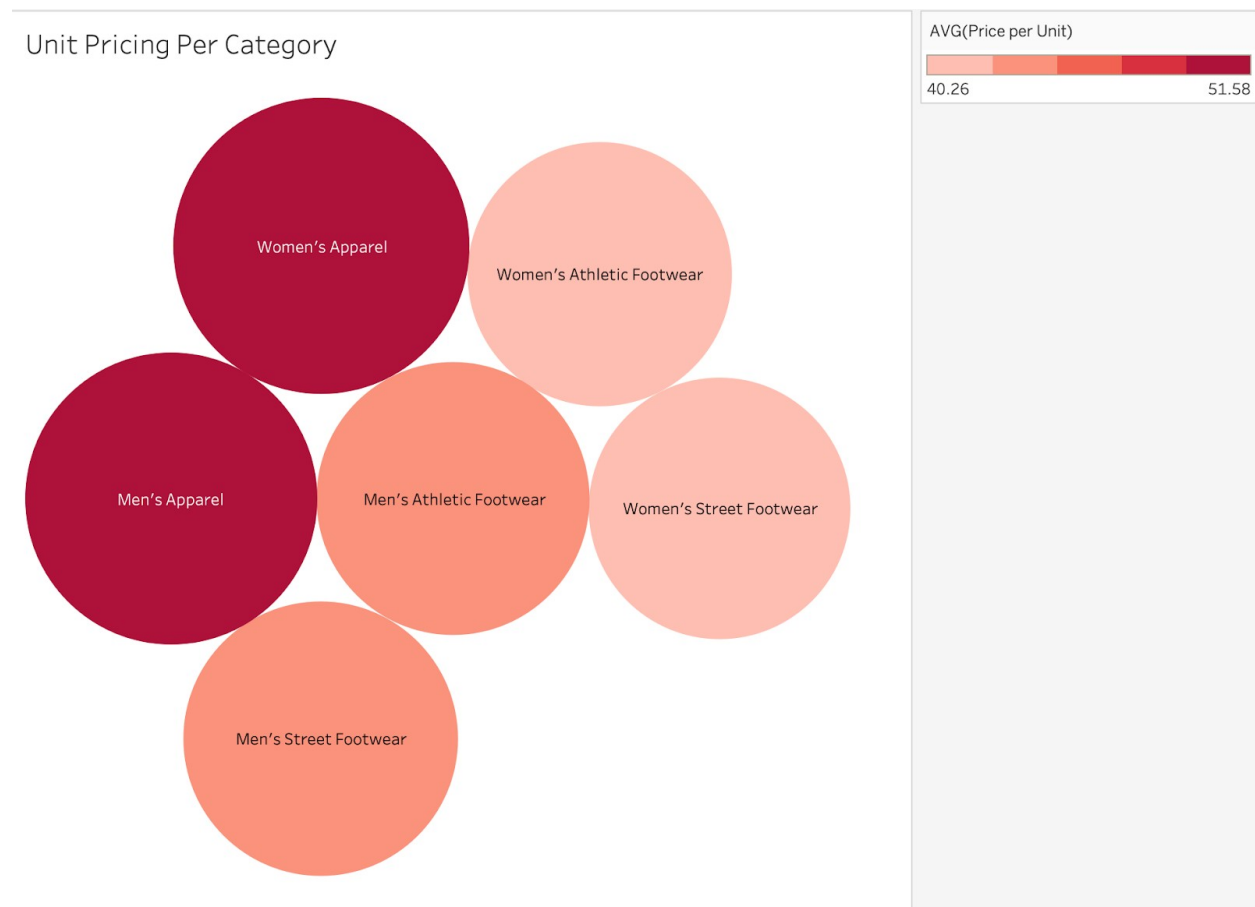 Unit Pricing Per Category
AVG(Price per Unit)
40.26 51.58
Women's Apparel
Women's Athletic Footwear
Men's Apparel
Men's Athletic Footwear
Women's Street Footwear
Men's Street Footwear